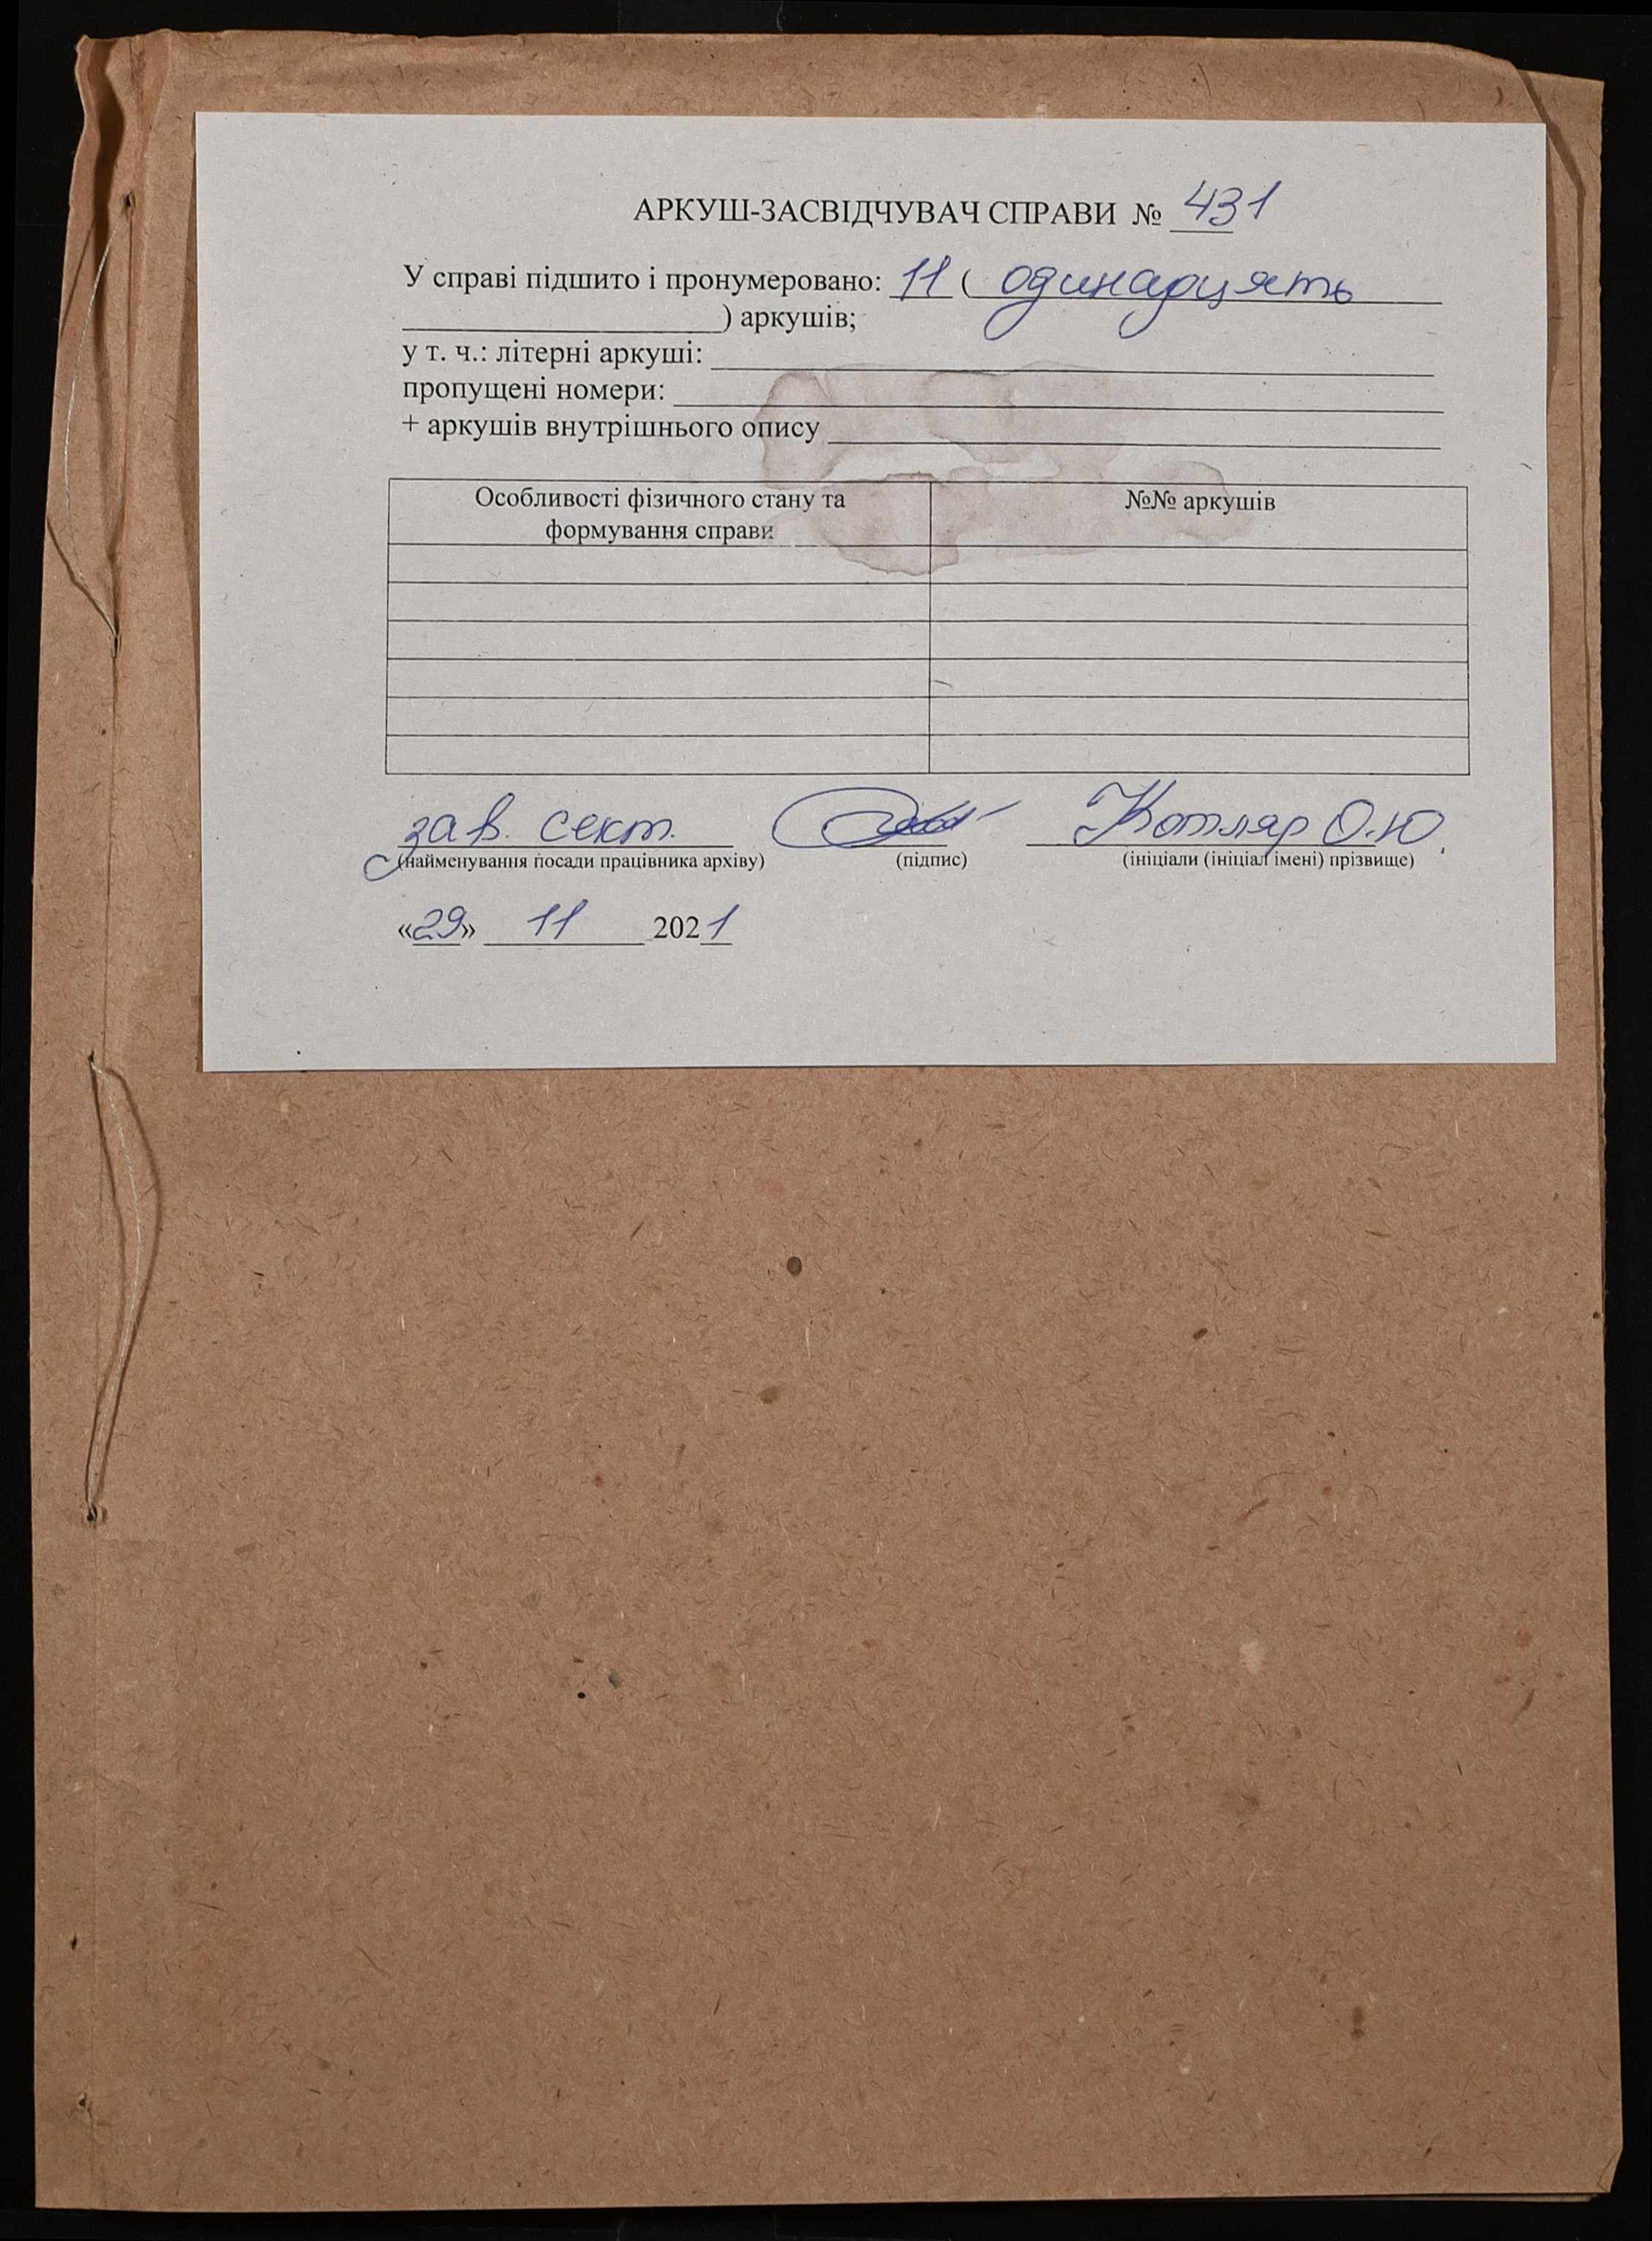 АРКУШ-ЗАСВІДЧУВАЧ СПРАВИ № 431
У справі підшито і пронумеровано: 11 ( одинадцять
) аркушів;
у т. ч.: літерні аркуші:
пропущені номери:
+ аркушів внутрішнього опису
Особливості фізичного стану та №№ аркушів
формування справи
зав. сект. Котляр О.Ю.
(найменування посади працівника архіву) (підпис) (ініціали (ініціал імені) прізвище)
«29» 11 2021